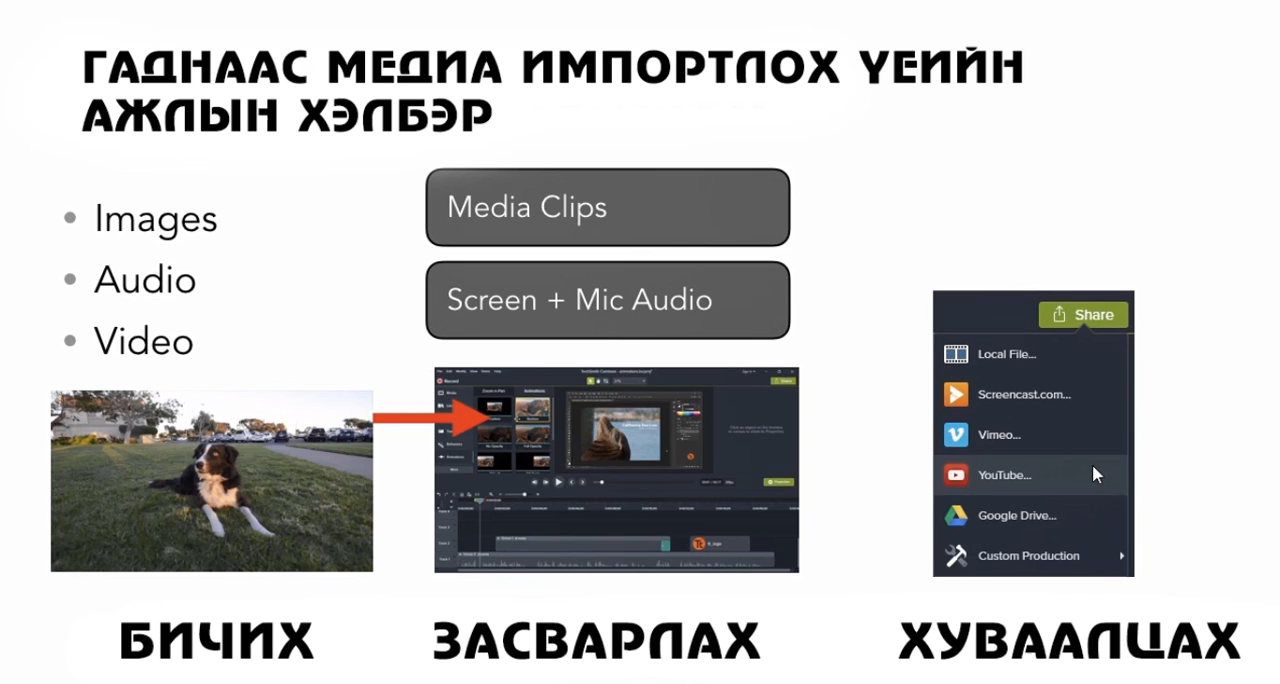 ГАДНААС МЕДИА ИМПОРТЛОХ ҮЕИЙН
АЖЛЫН ХЭЛБЭР
• Images
• Audio
• Video
Media Clips
Screen + Mic Audio
Share
Local File...
Screencast.com...
Vimeo...
YouTube...
Google Drive...
Custom Production
БИЧИХ
ЗАСВАРЛАХ
ХУВААЛЦАХ